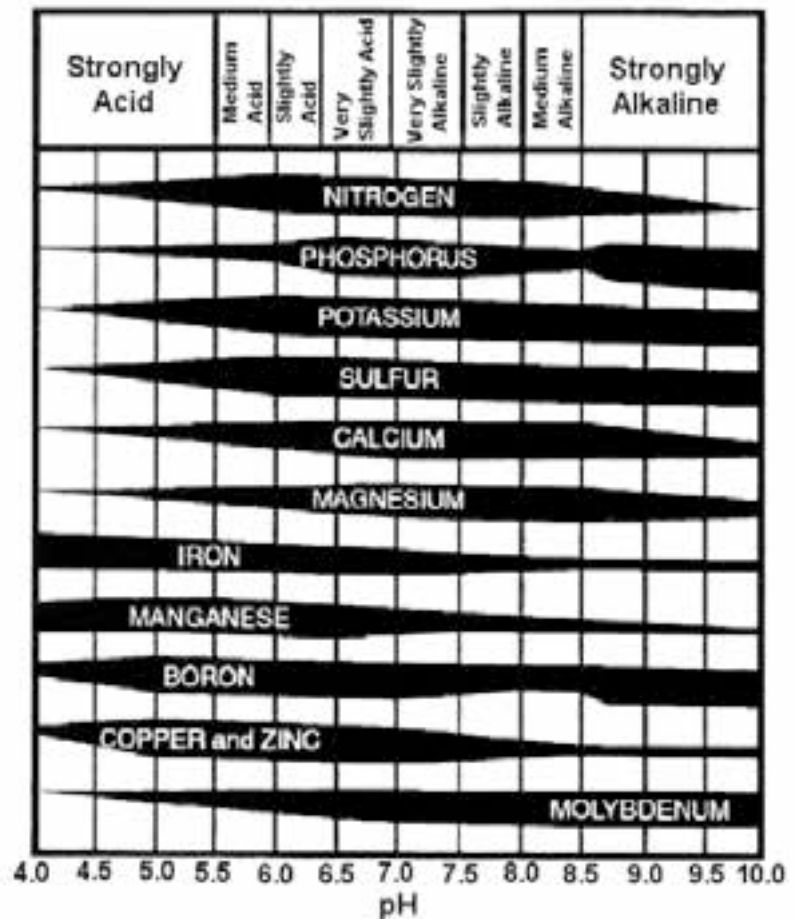 Strongly
Acid
Medium
Acid
Slightly
Acid
Very
Slightly Acid
Very Slightly
Alkaline
Slightly
Alkaline
Medium
Alkaline
Strongly
Alkaline
NITROGEN
PHOSPHORUS
POTASSIUM
SULFUR
CALCIUM
MAGNESIUM
IRON
MANGANESE
BORON
COPPER and ZINC
MOLYBDENUM
4.0 4.5 5.0 5.5 6.0 6.5 7.0 7.5 8.0 8.5 9.0 9.5 10.0
pH